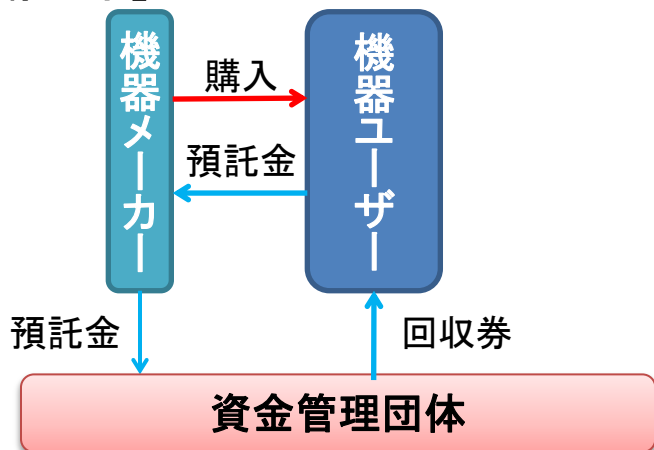 機器メーカー
購入
機器ユーザー
預託金
預託金
回収券
資金管理団体